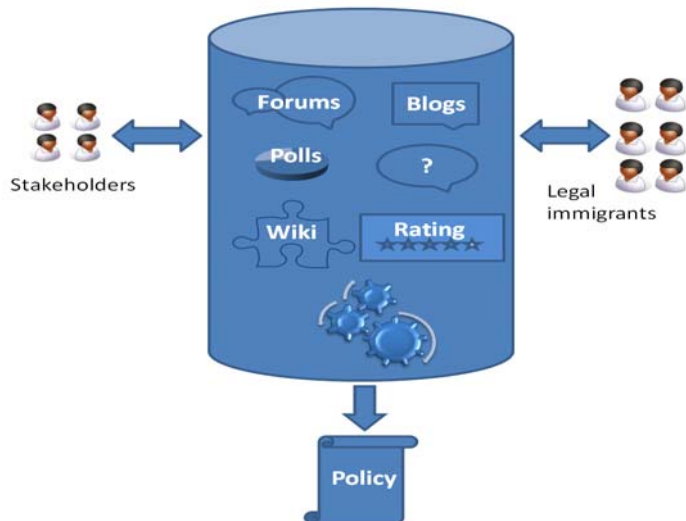 Forums
Blogs
Stakeholders
Polls
?
Legal
immigrants
Wiki
Rating
Policy